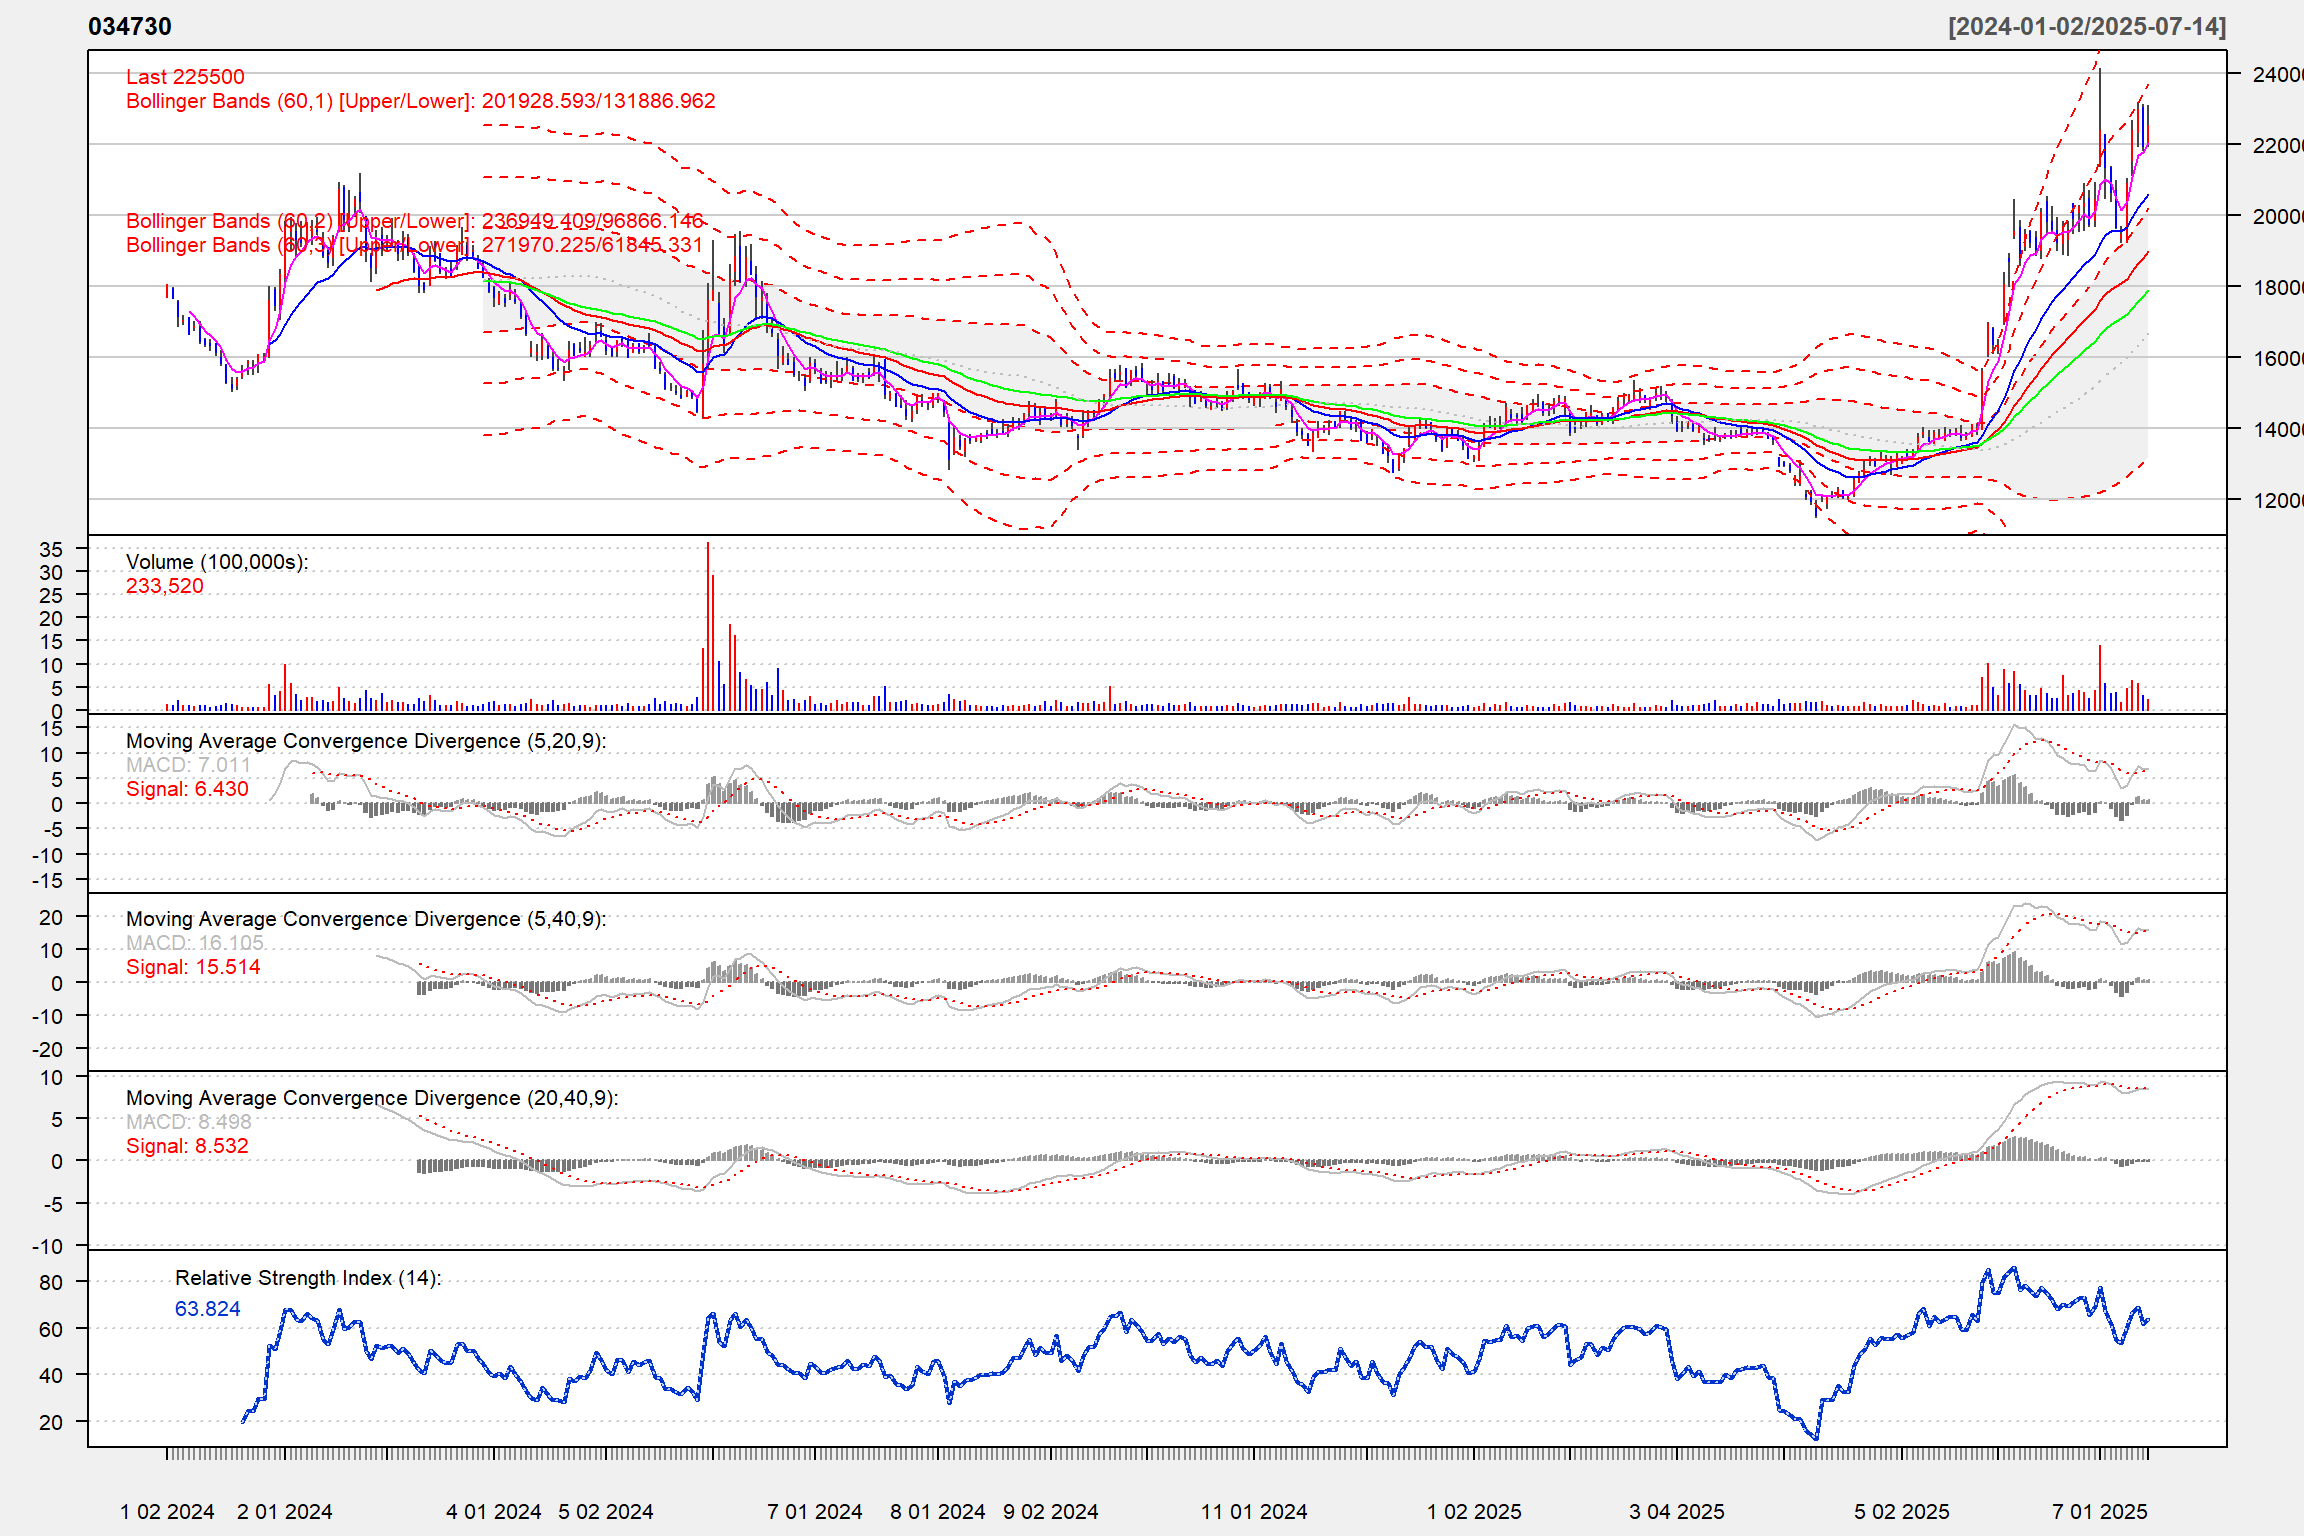 034730 [2024-01-02/2025-07-14]
Last 225500
Bollinger Bands (60,1) [Upper/Lower]: 201928.593/131886.962
Bollinger Bands (60,2) [Upper/Lower]: 236949.409/96866.146
Bollinger Bands (60,3) [Upper/Lower]: 271970.225/61845.331
24000
22000
20000
18000
16000
14000
12000
Volume (100,000s):
233,520
35
30
25
20
15
10
5
0
Moving Average Convergence Divergence (5,20,9):
MACD: 7.011
Signal: 6.430
15
10
5
0
-5
-10
-15
Moving Average Convergence Divergence (5,40,9):
MACD: 16.105
Signal: 15.514
20
10
0
-10
-20
Moving Average Convergence Divergence (20,40,9):
MACD: 8.498
Signal: 8.532
10
5
0
-5
-10
Relative Strength Index (14):
63.824
80
60
40
20
1 02 2024 2 01 2024 4 01 2024 5 02 2024 7 01 2024 8 01 2024 9 02 2024 11 01 2024 1 02 2025 3 04 2025 5 02 2025 7 01 2025